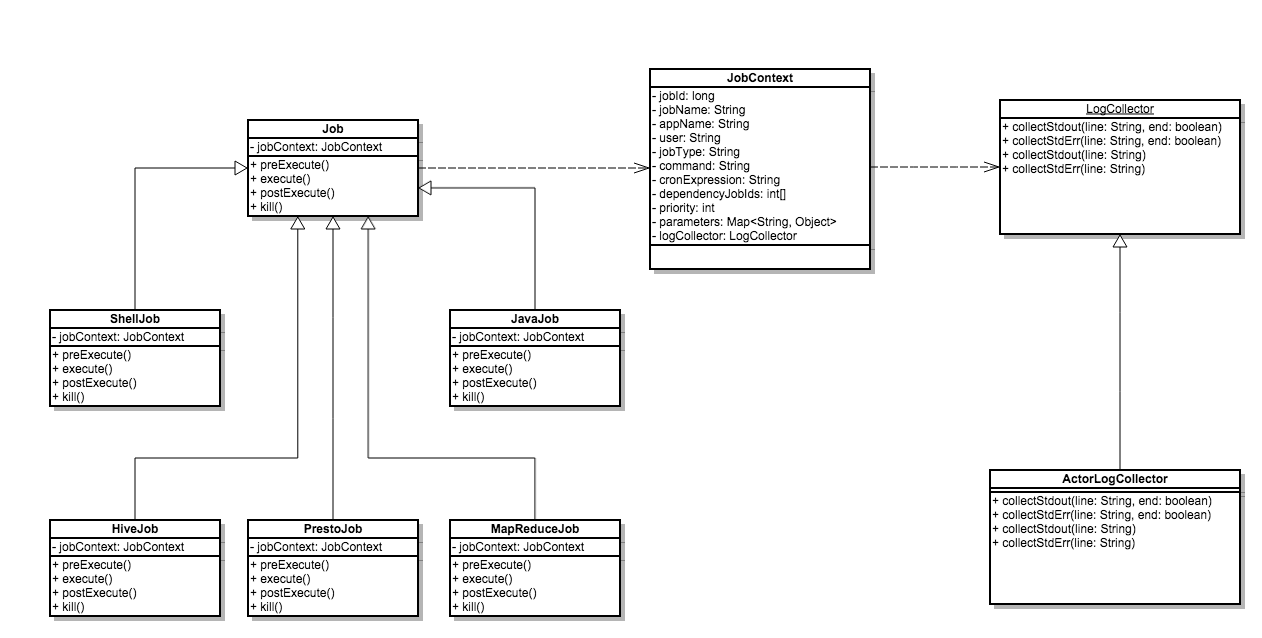 JobContext
- jobId: long
- jobName: String
- appName: String
- user: String
- jobType: String
- command: String
- cronExpression: String
- dependencyJobIds: int[]
- priority: int
- parameters: Map<String, Object>
- logCollector: LogCollector
LogCollector
+ collectStdout(line: String, end: boolean)
+ collectStdErr(line: String, end: boolean)
+ collectStdout(line: String)
+ collectStdErr(line: String)
Job
- jobContext: JobContext
+ preExecute()
+ execute()
+ postExecute()
+ kill()
ShellJob
- jobContext: JobContext
+ preExecute()
+ execute()
+ postExecute()
+ kill()
JavaJob
- jobContext: JobContext
+ preExecute()
+ execute()
+ postExecute()
+ kill()
ActorLogCollector
+ collectStdout(line: String, end: boolean)
+ collectStdErr(line: String, end: boolean)
+ collectStdout(line: String)
+ collectStdErr(line: String)
HiveJob
- jobContext: JobContext
+ preExecute()
+ execute()
+ postExecute()
+ kill()
PrestoJob
- jobContext: JobContext
+ preExecute()
+ execute()
+ postExecute()
+ kill()
MapReduceJob
- jobContext: JobContext
+ preExecute()
+ execute()
+ postExecute()
+ kill()